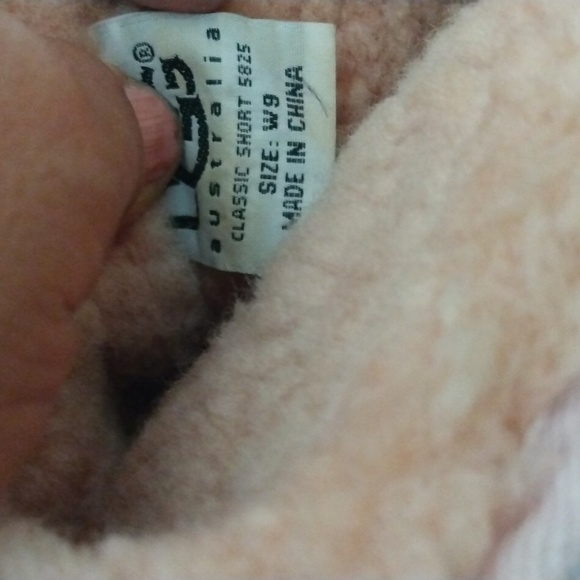 ®
australia
CLASSIC SHORT 5825
SIZE: W9
MADE IN CHINA